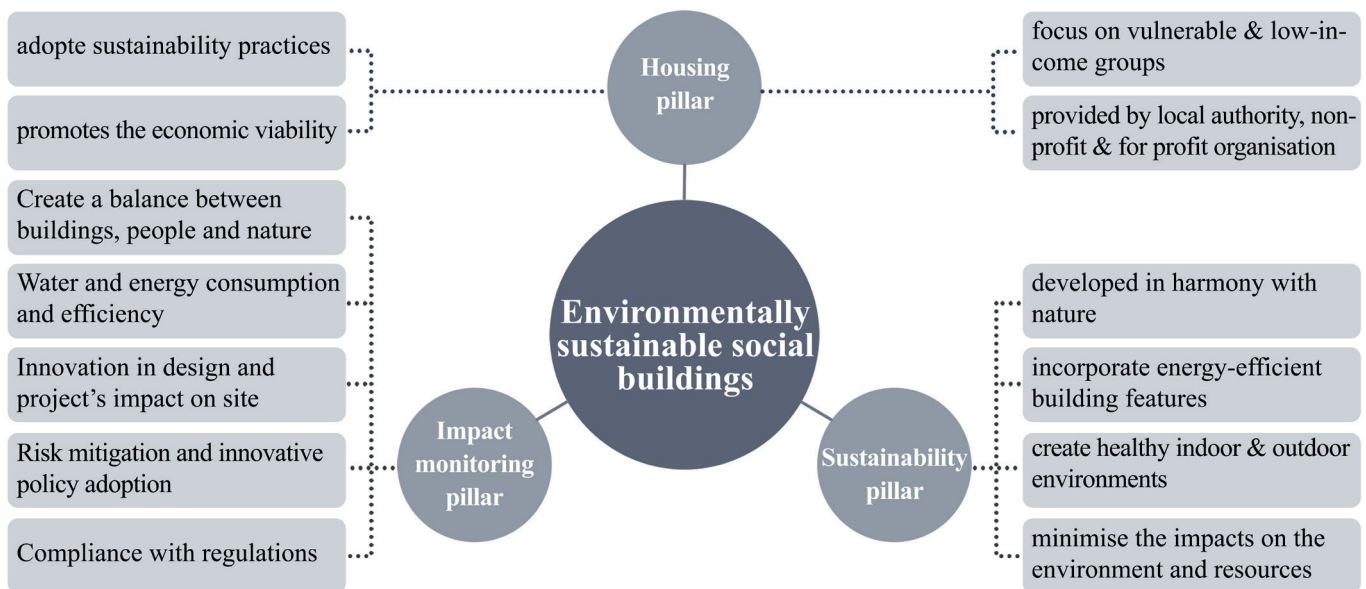 adopte sustainability practices
promotes the economic viability
Housing
pillar
focus on vulnerable & low-in-
come groups
provided by local authority, non-
profit & for profit organisation
Create a balance between
buildings, people and nature
Water and energy consumption
and efficiency
Innovation in design and
project's impact on site
Risk mitigation and innovative
policy adoption
Compliance with regulations
Impact
monitoring
pillar
Environmentally
sustainable social
buildings
Sustainability
pillar
developed in harmony with
nature
incorporate energy-efficient
building features
create healthy indoor & outdoor
environments
minimise the impacts on the
environment and resources